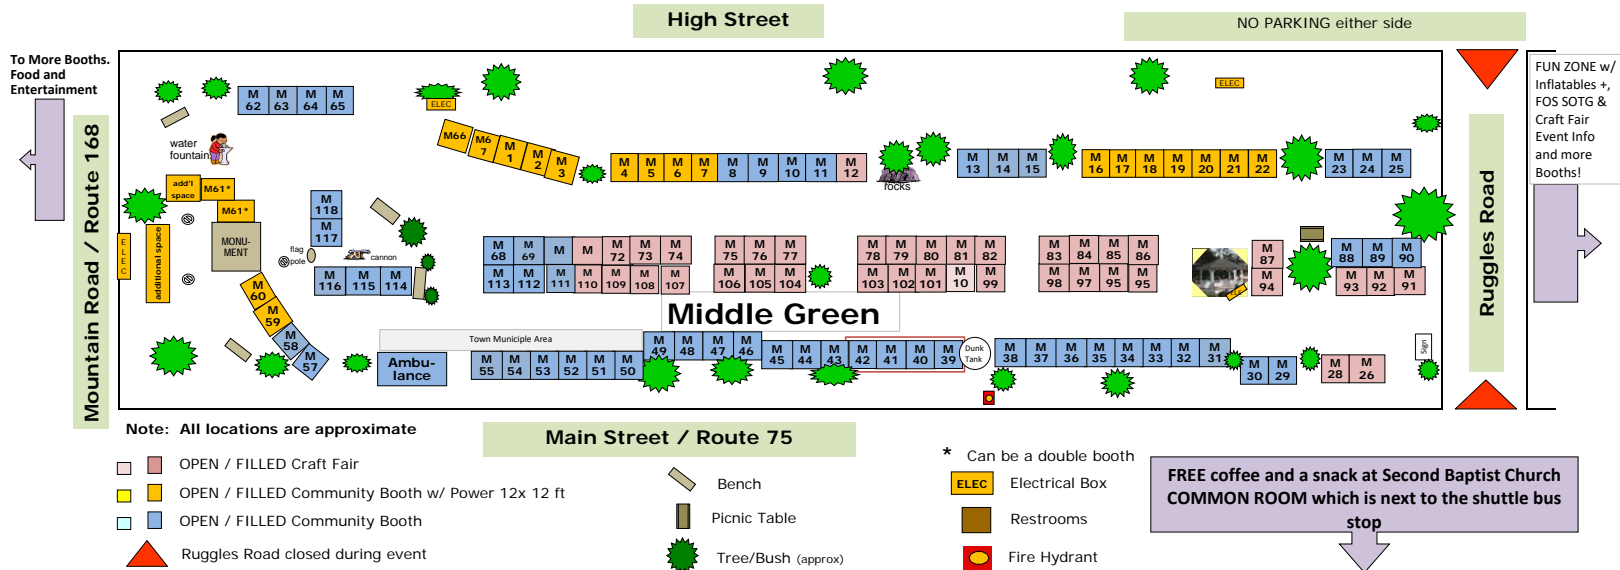 High Street
NO PARKING either side
To More Booths.
Food and
Entertainment
FUN ZONE w/
Inflatables +,
FOS SOTG &
Craft Fair
Event Info
and more
Booths!
Mountain Road / Route 168
Ruggles Road
M 62 M 63 M 64 M 65
ELEC
ELEC
water
fountain
M66 M6 7 M 1 M 2 M 3
M 4 M 5 M 6 M 7 M 8 M 9 M 10 M 11 M 12
rocks
M 13 M 14 M 15
M 16 M 17 M 18 M 19 M 20 M 21 M 22
M 23 M 24 M 25
add'l
space
M61*
M61*
ELEC
additional space
MONU-
MENT
flag
pole
cannon
M 118
M 117
M 116 M 115 M 114
M 68 M 69 M M M 72 M 73 M 74
M 113 M 112 M 111 M 110 M 109 M 108 M 107
M 75 M 76 M 77
M 106 M 105 M 104
M 78 M 79 M 80 M 81 M 82
M 103 M 102 M 101 M 10 M 99
M 83 M 84 M 85 M 86
M 98 M 97 M 95 M 95
M 87
M 94
ELE
M 88 M 89 M 90
M 93 M 92 M 91
Middle Green
M 60
M 59
M 58
M 57
Town Municiple Area
Ambu-
lance
M 55 M 54 M 53 M 52 M 51 M 50
M 49 M 48 M 47 M 46
M 45 M 44 M 43 M 42 M 41 M 40 M 39
Dunk
Tank
M 38 M 37 M 36 M 35 M 34 M 33 M 32 M 31
M 30 M 29
M 28 M 26
Sign
Note: All locations are approximate
Main Street / Route 75
OPEN / FILLED Craft Fair
OPEN / FILLED Community Booth w/ Power 12x 12 ft
OPEN / FILLED Community Booth
Ruggles Road closed during event
Bench
Picnic Table
Tree/Bush (approx)
* Can be a double booth
ELEC Electrical Box
Restrooms
Fire Hydrant
FREE coffee and a snack at Second Baptist Church
COMMON ROOM which is next to the shuttle bus
stop